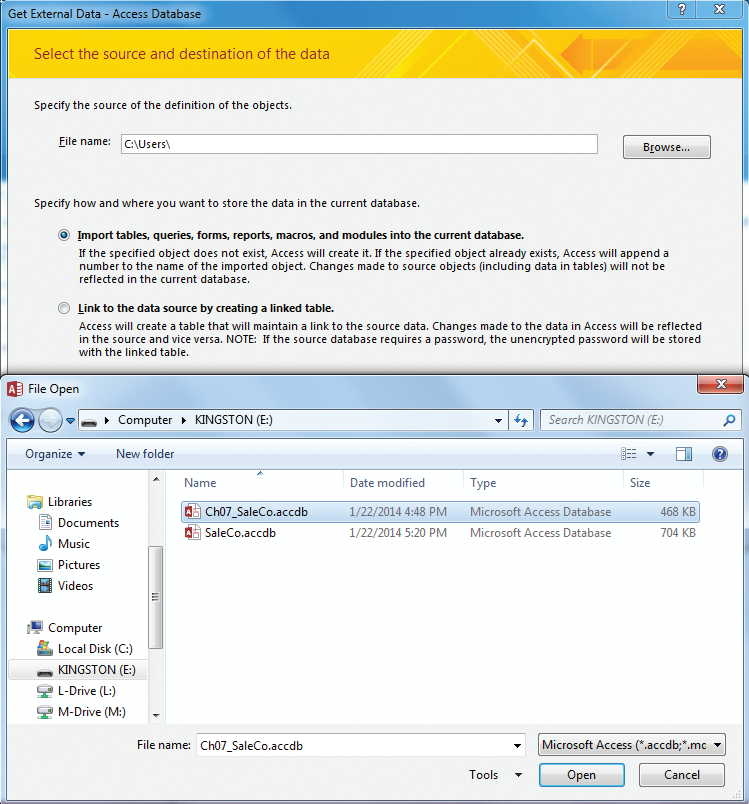 Get External Data - Access Database
?
Select the source and destination of the data
Specify the source of the definition of the objects.
File name: C:\Users\ Browse...
Specify how and where you want to store the data in the current database.
Import tables, queries, forms, reports, macros, and modules into the current database.
If the specified object does not exist, Access will create it. If the specified object already exists, Access will append a
number to the name of the imported object. Changes made to source objects (including data in tables) will not be
reflected in the current database.
Link to the data source by creating a linked table.
Access will create a table that will maintain a link to the source data. Changes made to the data in Access will be reflected
in the source and vice versa. NOTE: If the source database requires a password, the unencrypted password will be stored
with the linked table.
File Open
Computer KINGSTON (E:) Search KINGSTON (E:)
Organize New folder ?
Name Date modified Type Size
Libraries
Documents
Music
Pictures
Videos
Computer
Local Disk (C:)
KINGSTON (E:)
L-Drive (L:)
M-Drive (M:)
Ch07_SaleCo.accdb 1/22/2014 4:48 PM Microsoft Access Database 468 KB
SaleCo.accdb 1/22/2014 5:20 PM Microsoft Access Database 704 KB
File name: Ch07_SaleCo.accdb Microsoft Access (*.accdb;*.mc
Tools Open Cancel